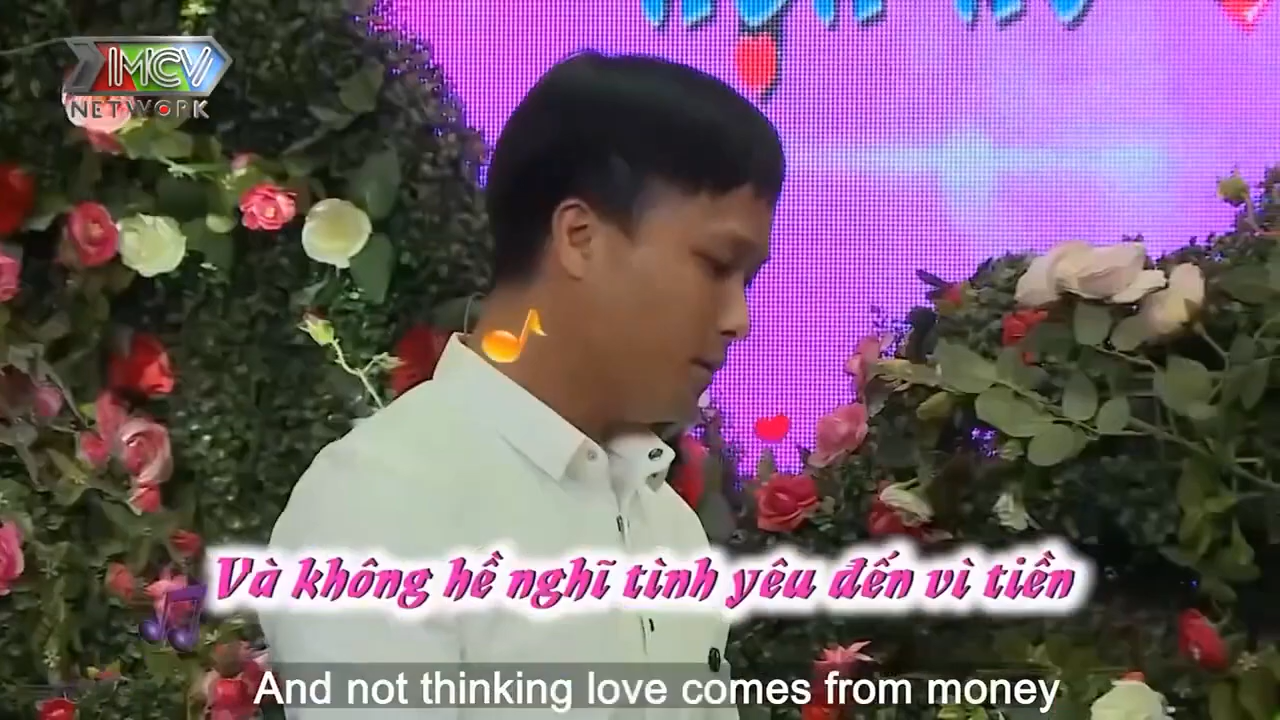 MCV
NETWORK
Và không hề nghĩ tình yêu đến vì tiền
And not thinking love comes from money